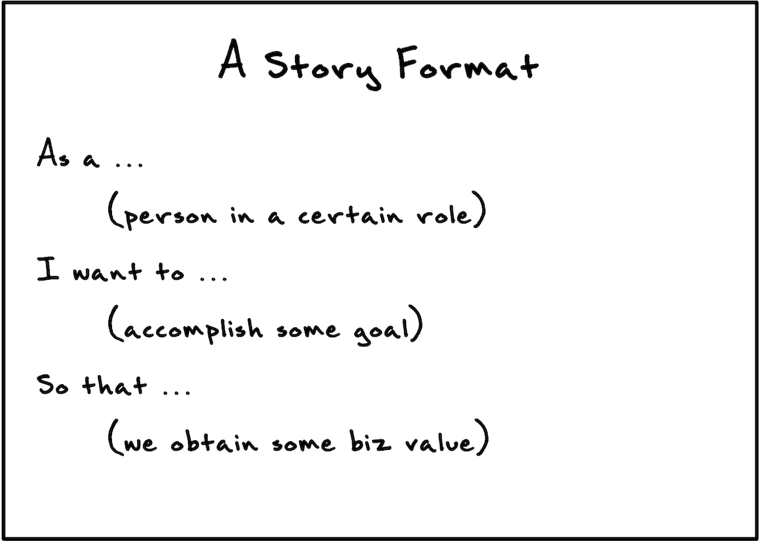 A Story Format
As a ...
(person in a certain role)
I want to ...
(accomplish some goal)
So that ...
(we obtain some biz value)